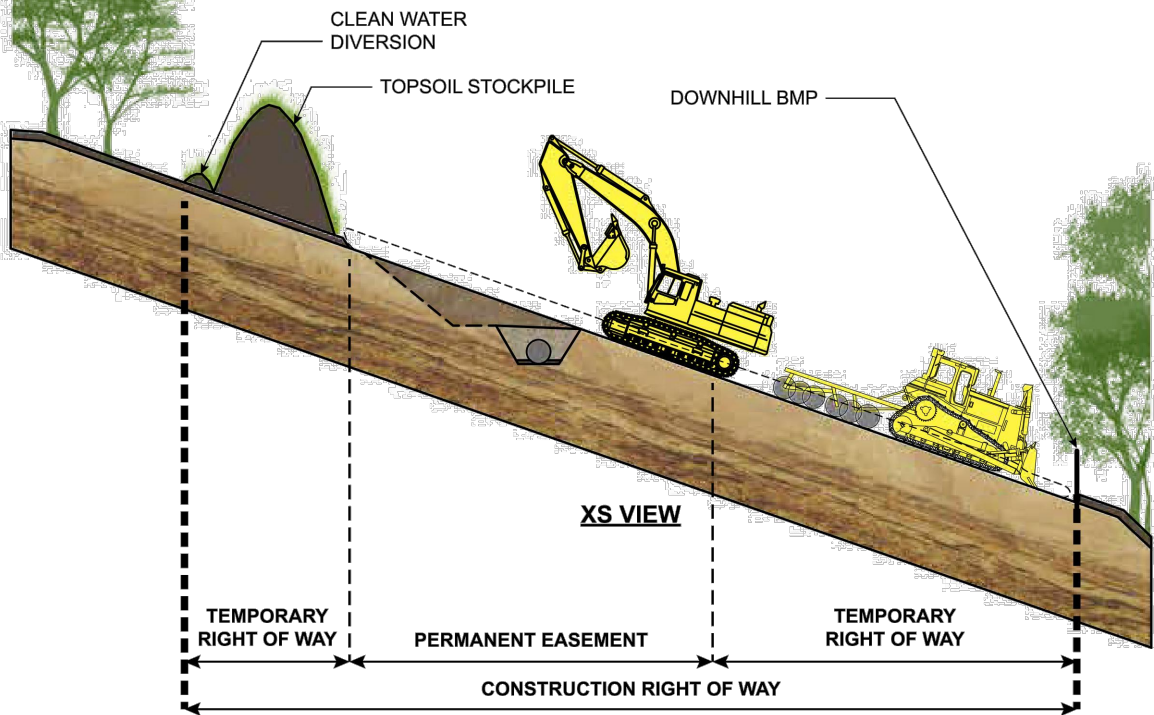 CLEAN WATER
DIVERSION
TOPSOIL STOCKPILE
DOWNHILL BMP
XS VIEW
TEMPORARY
RIGHT OF WAY
PERMANENT EASEMENT
TEMPORARY
RIGHT OF WAY
CONSTRUCTION RIGHT OF WAY